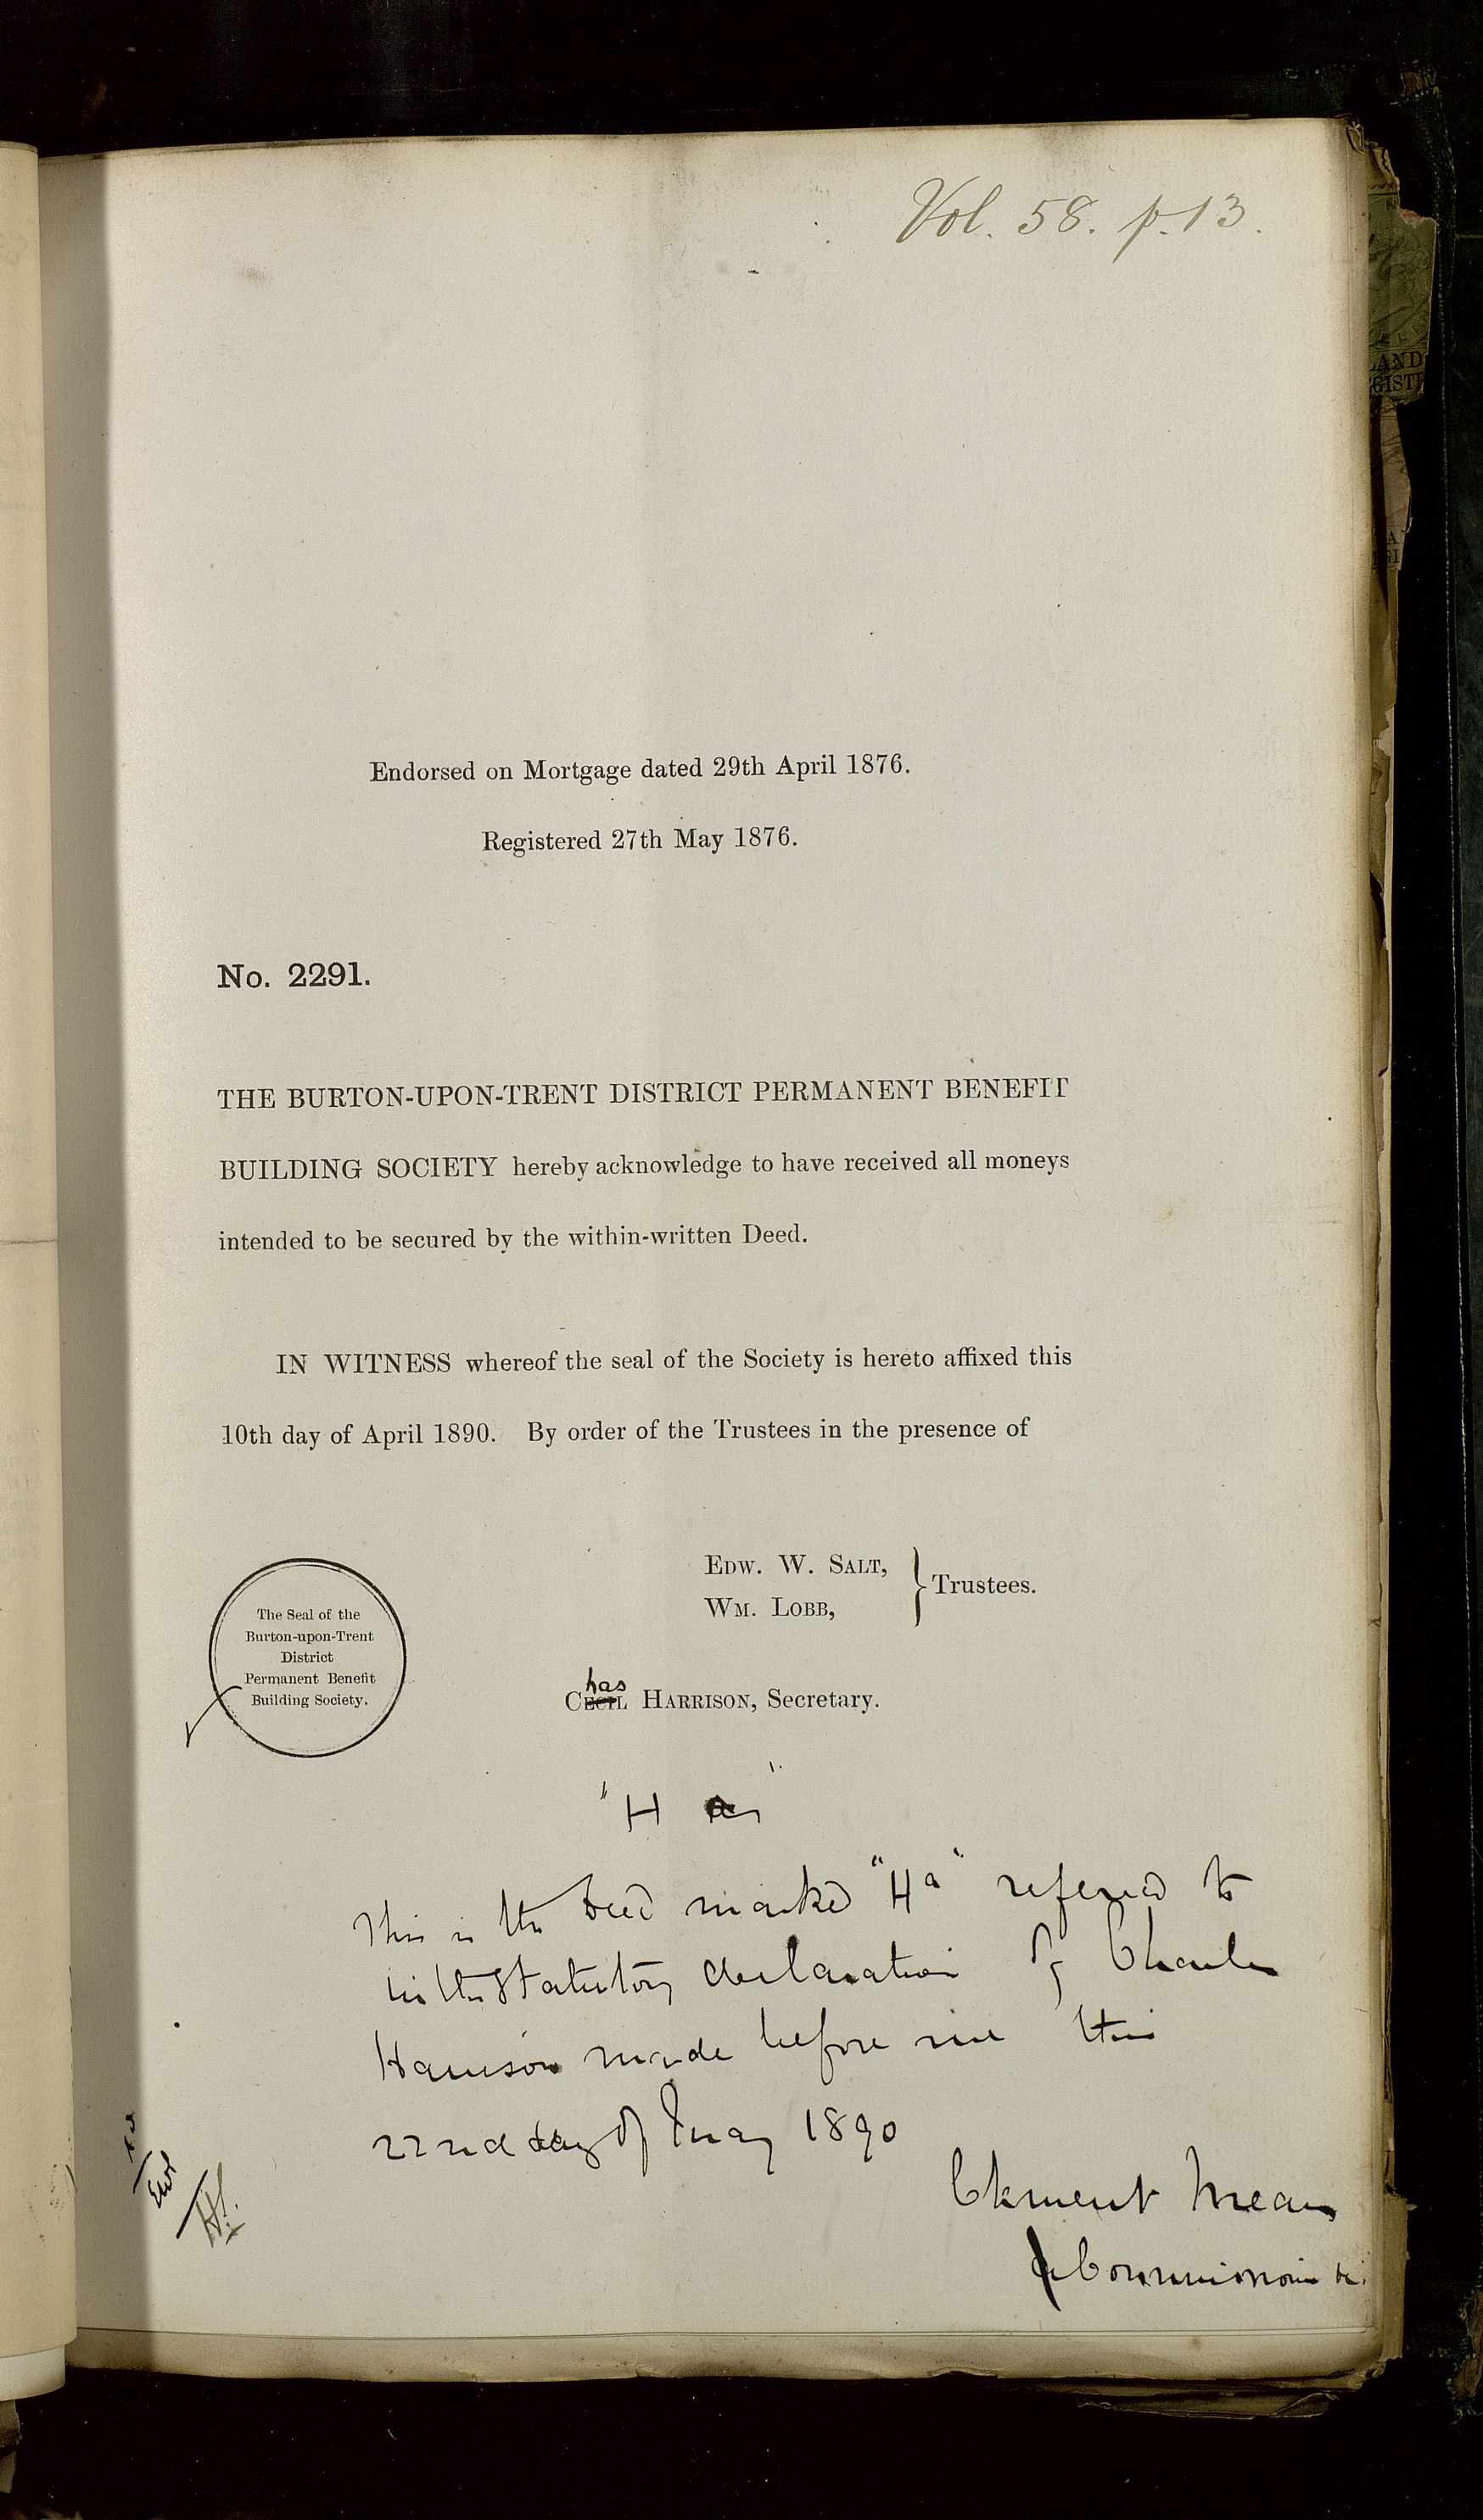 Vol. 58. p. 13.
Endorsed on Mortgage dated 29th April 1876.
Registered 27th May 1876.
No. 2291.
THE BURTON-UPON-TRENT DISTRICT PERMANENT BENEFIT
BUILDING SOCIETY hereby acknowledge to have received all moneys
intended to be secured by the within-written Deed.
IN WITNESS whereof the seal of the Society is hereto affixed this
10th day of April 1890. By order of the Trustees in the presence of
EDW. W. SALT,
WM. LOBB,
} Trustees.
The Seal of the
Burton-upon-Trent
District
Permanent Benefit
Building Society.
has
CECIL HARRISON, Secretary.
"H a"
This is the Deed marked "Ha" referred to
in the Statutory declaration of Charles
Harrison made before me this
22nd day of May 1890
Clement Mears
a Commissioner &c.
LAND
GISTR